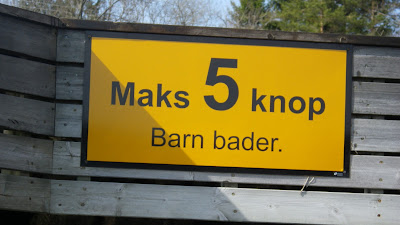 Maks 5 knop
Barn bader.